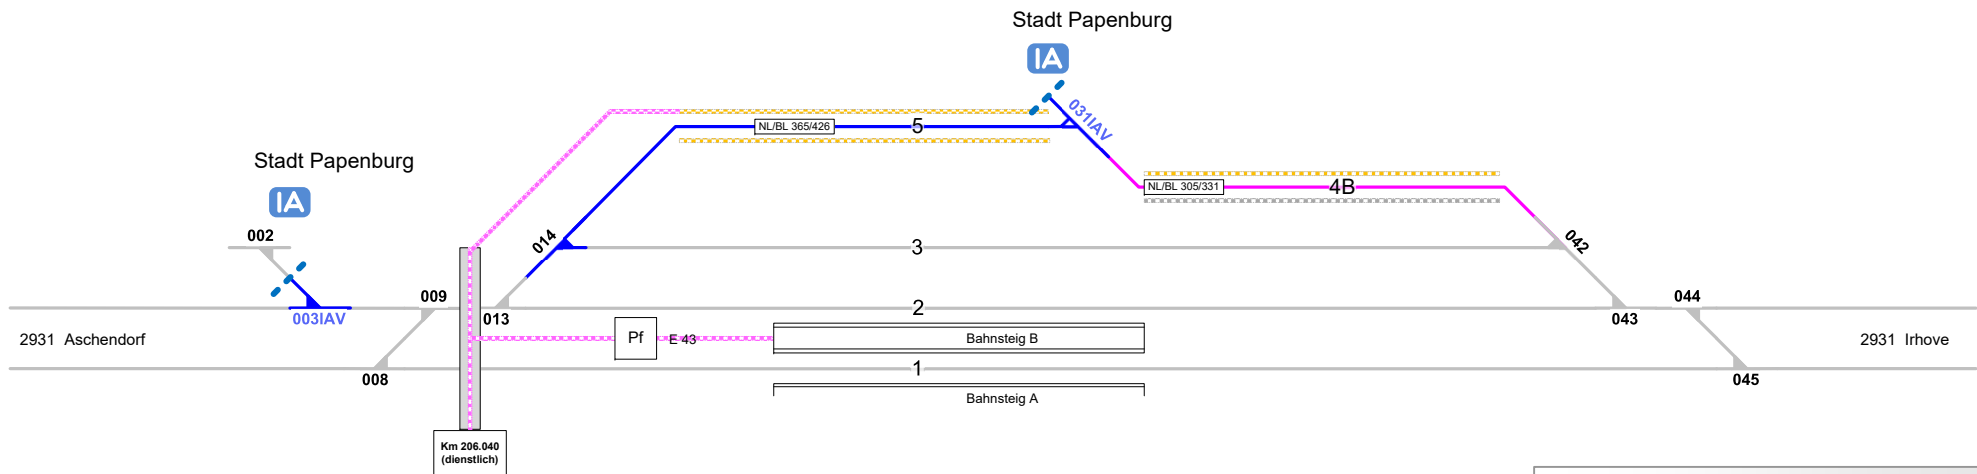 Stadt Papenburg
IA
031IAV
NL/BL 365/426
5
Stadt Papenburg
IA
NL/BL 305/331
4B
002
014
3
042
009
2
044
003IAV
013
043
2931 Aschendorf
Pf
E 43
Bahnsteig B
2931 Irhove
008
1
045
Bahnsteig A
Km 206.040
(dienstlich)